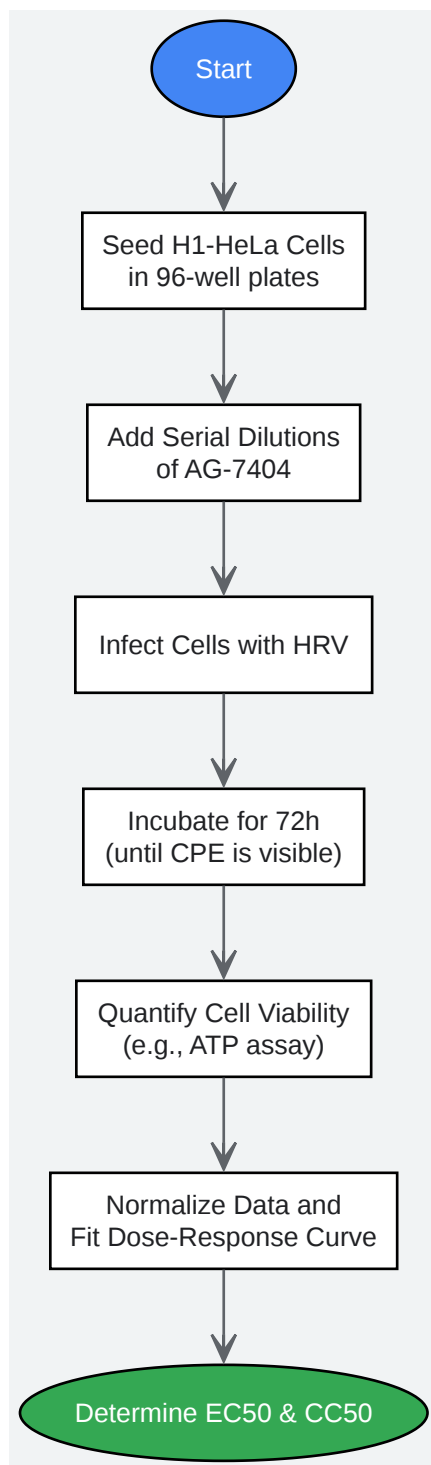 Start
Seed H1-HeLa Cells
in 96-well plates
Add Serial Dilutions
of AG-7404
Infect Cells with HRV
Incubate for 72h
(until CPE is visible)
Quantify Cell Viability
(e.g., ATP assay)
Normalize Data and
Fit Dose-Response Curve
Determine EC50 & CC50